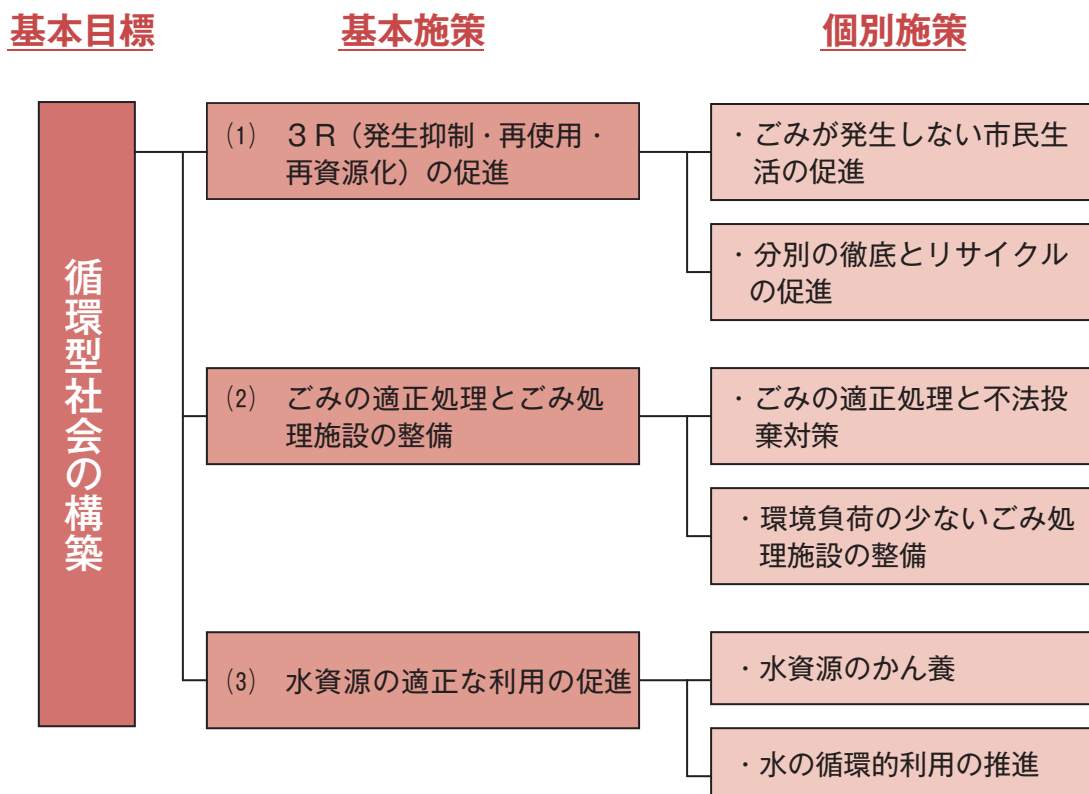 基本目標
基本施策
個別施策
循環型社会の構築
(1) 3R(発生抑制・再使用・
再資源化)の促進
・ごみが発生しない市民生
活の促進
・分別の徹底とリサイクル
の促進
(2) ごみの適正処理とごみ処
理施設の整備
・ごみの適正処理と不法投
棄対策
・環境負荷の少ないごみ処
理施設の整備
(3) 水資源の適正な利用の促進
・水資源のかん養
・水の循環的利用の推進